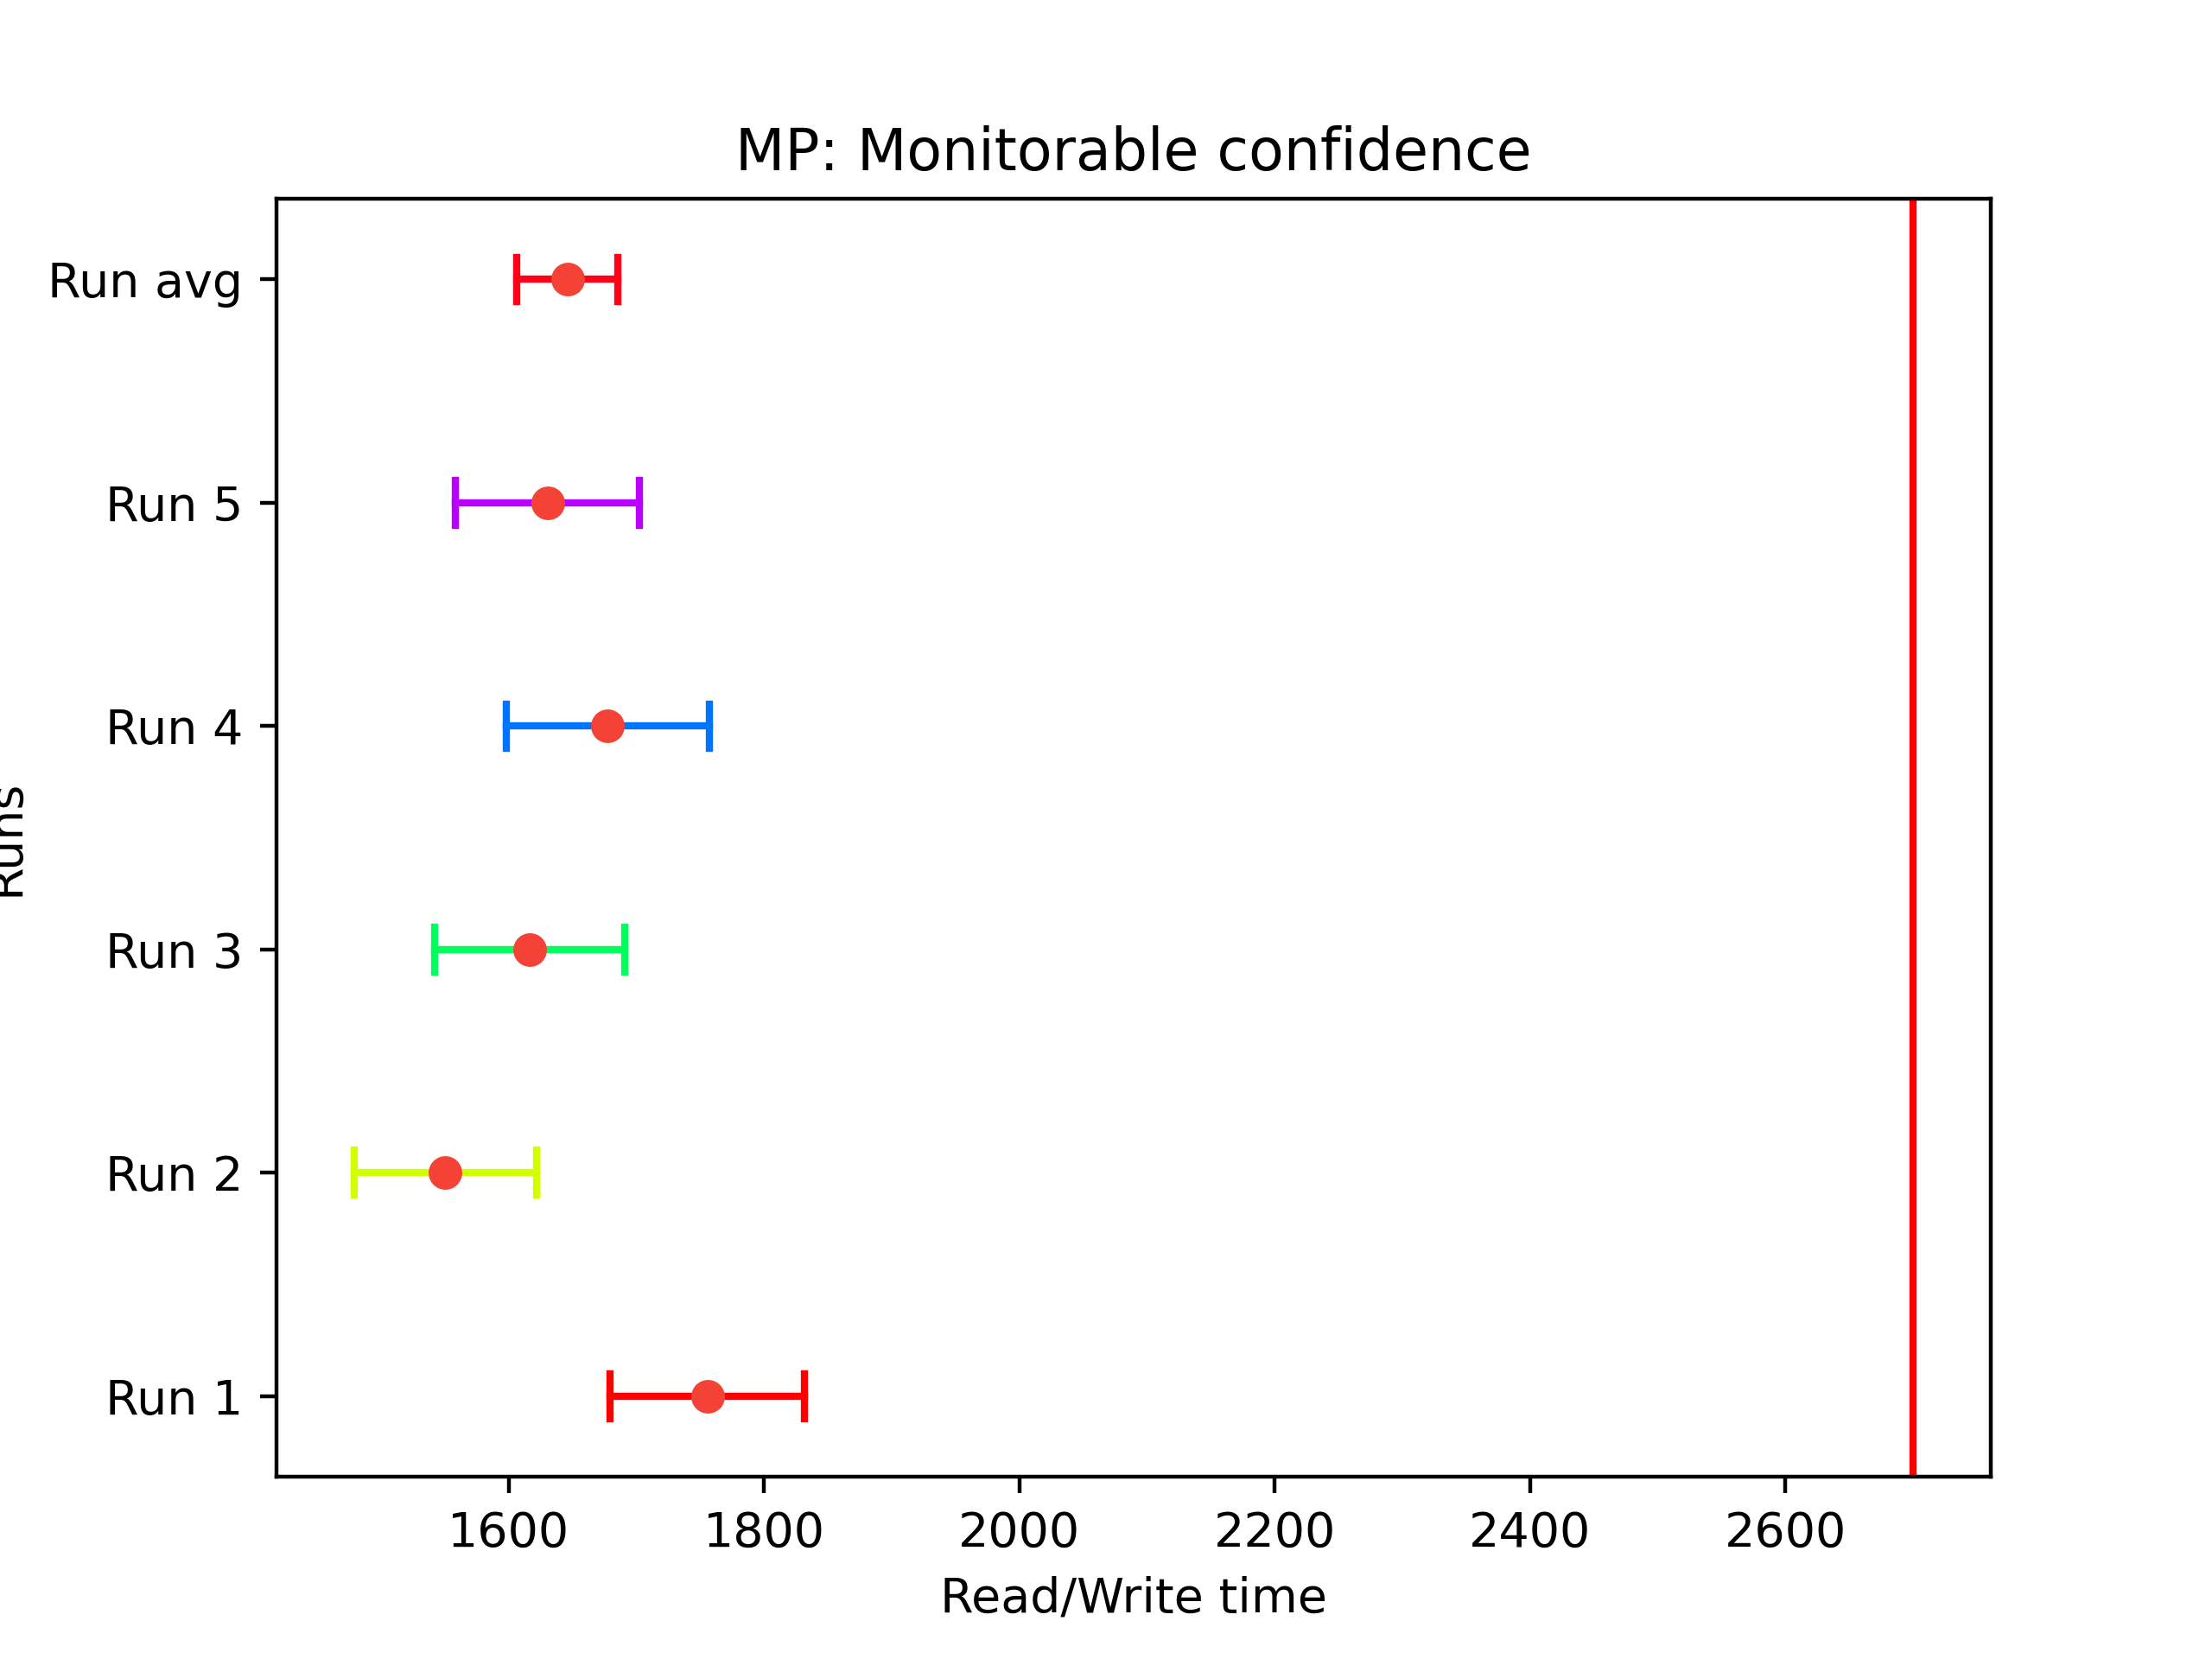 MP: Monitorable confidence
Run avg
Run 5
Run 4
Runs
Run 3
Run 2
Run 1
1600 1800 2000 2200 2400 2600
Read/Write time